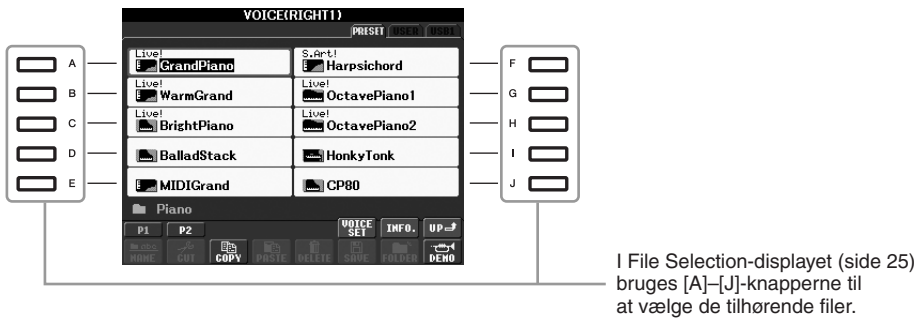 VOICE(RIGHT1)
PRESET USER USB1
Live!
GrandPiano
S.Art!
Harpsichord
Live!
WarmGrand
Live!
OctavePiano1
Live!
BrightPiano
Live!
OctavePiano2
BalladStack
HonkyTonk
MIDIGrand
CP80
Piano
P1 P2 VOICE SET INFO. UP
NAME CUT COPY PASTE DELETE SAVE FOLDER DEMO
A
B
C
D
E
F
G
H
I
J
I File Selection-displayet (side 25)
bruges [A]–[J]-knapperne til
at vælge de tilhørende filer.